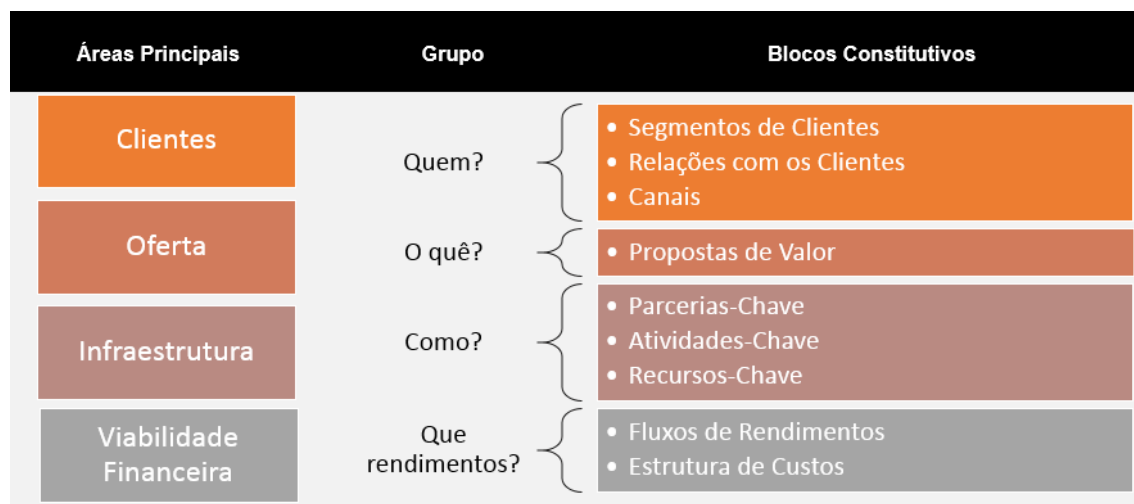 Áreas Principais
Grupo
Blocos Constitutivos
Clientes
Quem?
• Segmentos de Clientes
• Relações com os Clientes
• Canais
Oferta
O quê?
• Propostas de Valor
Infraestrutura
Como?
• Parcerias-Chave
• Atividades-Chave
• Recursos-Chave
Viabilidade
Financeira
Que
rendimentos?
• Fluxos de Rendimentos
• Estrutura de Custos